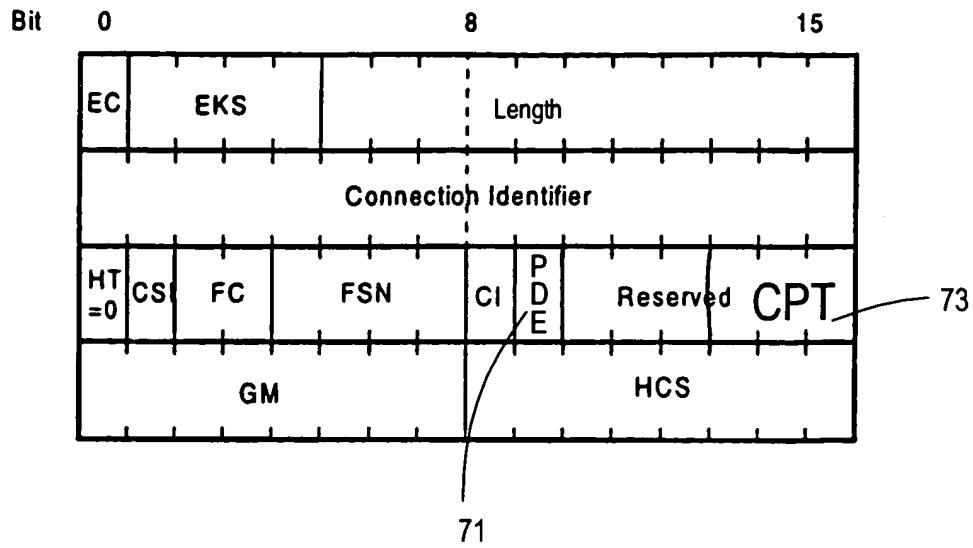 Bit 0 8 15
EC EKS Length
Connection Identifier
HT =0 CSI FC FSN CI PDE Reserved CPT 73
GM HCS
71